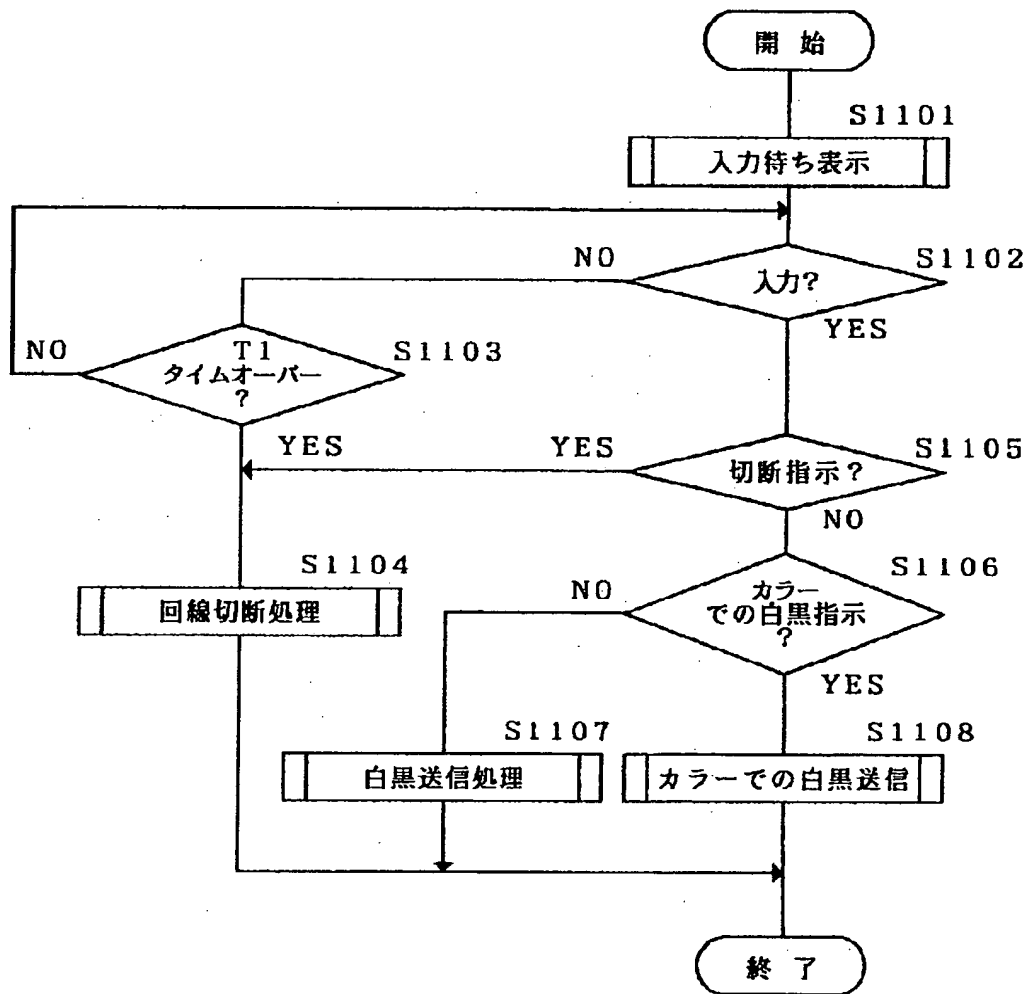 開始
S1101
入力待ち表示
NO
入力?
S1102
YES
NO
T1
タイムオーバー
?
S1103
YES
YES
切断指示?
S1105
NO
S1104
回線切断処理
NO
カラー
での白黒指示
?
S1106
YES
S1107
白黒送信処理
S1108
カラーでの白黒送信
終了